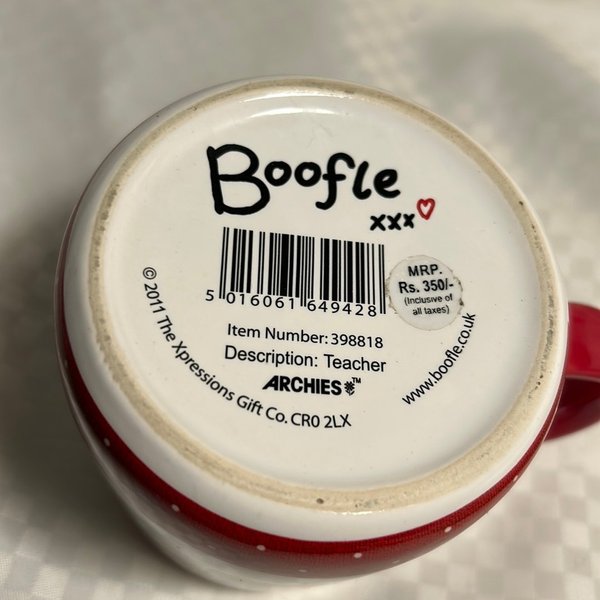 Boofle
xxx
5 016061 649428
MRP.
Rs. 350/-
(Inclusive of
all taxes)
Item Number: 398818
Description: Teacher
ARCHIES™
© 2011 The Xpressions Gift Co. CR0 2LX
www.boofle.co.uk